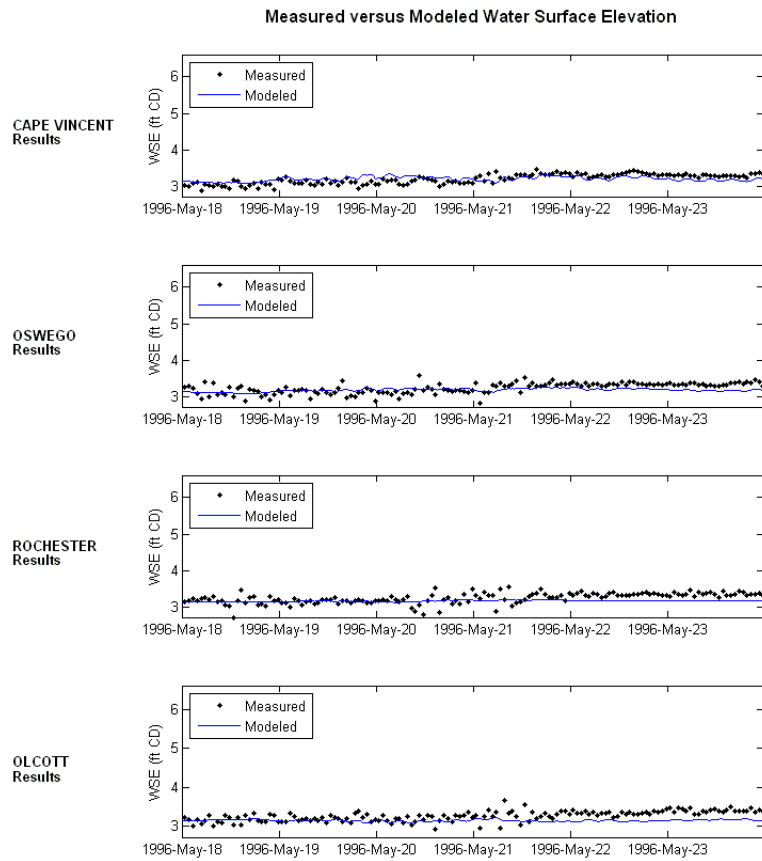 Measured versus Modeled Water Surface Elevation
CAPE VINCENT
Results
WSE (ft CD)
6
5
4
3
Measured
Modeled
1996-May-18 1996-May-19 1996-May-20 1996-May-21 1996-May-22 1996-May-23
OSWEGO
Results
WSE (ft CD)
6
5
4
3
Measured
Modeled
1996-May-18 1996-May-19 1996-May-20 1996-May-21 1996-May-22 1996-May-23
ROCHESTER
Results
WSE (ft CD)
6
5
4
3
Measured
Modeled
1996-May-18 1996-May-19 1996-May-20 1996-May-21 1996-May-22 1996-May-23
OLCOTT
Results
WSE (ft CD)
6
5
4
3
Measured
Modeled
1996-May-18 1996-May-19 1996-May-20 1996-May-21 1996-May-22 1996-May-23